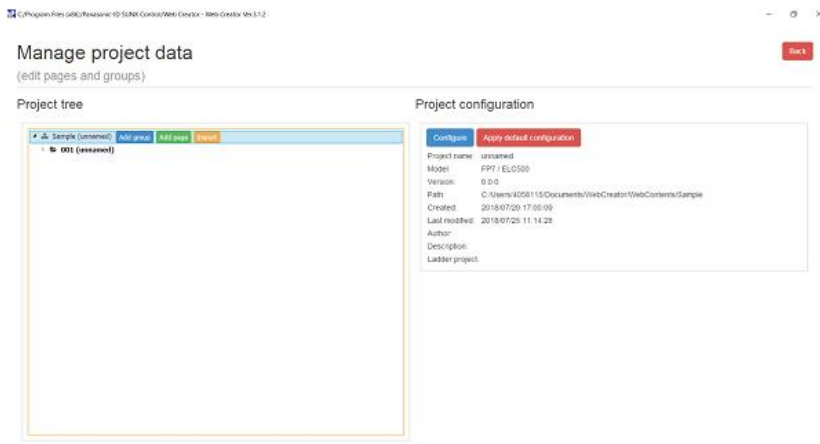 C:/Program Files (x86)/Panasonic-ID SUNX Control/Web Creator - Web Creator Ver.3.1.2
Manage project data
Back
(edit pages and groups)
Project tree
Project configuration
Sample (unnamed) Add group Add page Import
001 (unnamed)
Configure Apply default configuration
Project name: unnamed
Model: FP7 / ELC500
Version: 0.0.0
Path: C:/Users/4058115/Documents/WebCreator/WebContents/Sample
Created: 2018/07/20 17:00:09
Last modified: 2018/07/25 11:14:28
Author:
Description:
Ladder project: